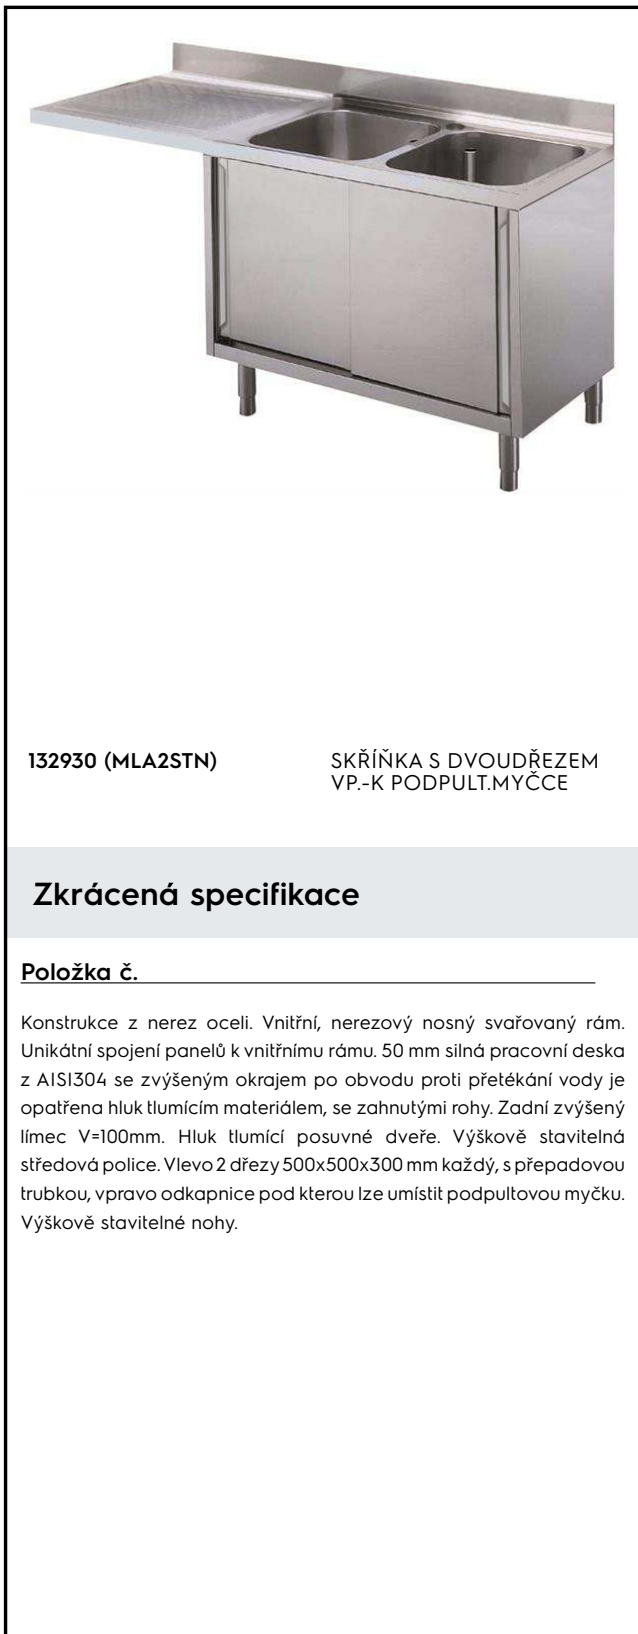 132930 (MLA2STN)
SKŘÍŇKA S DVOUDŘEZEM
VP.-K PODPULT.MYČCE
Zkrácená specifikace
Položka č.
Konstrukce z nerez oceli. Vnitřní, nerezový nosný svařovaný rám.
Unikátní spojení panelů k vnitřnímu rámu. 50 mm silná pracovní deska
z AISI304 se zvýšeným okrajem po obvodu proti přetékání vody je
opatřena hluk tlumícím materiálem, se zahnutými rohy. Zadní zvýšený
límec V=100mm. Hluk tlumící posuvné dveře. Výškově stavitelná
středová police. Vlevo 2 dřezy 500x500x300 mm každý, s přepadovou
trubkou, vpravo odkapnice pod kterou lze umístit podpultovou myčku.
Výškově stavitelné nohy.